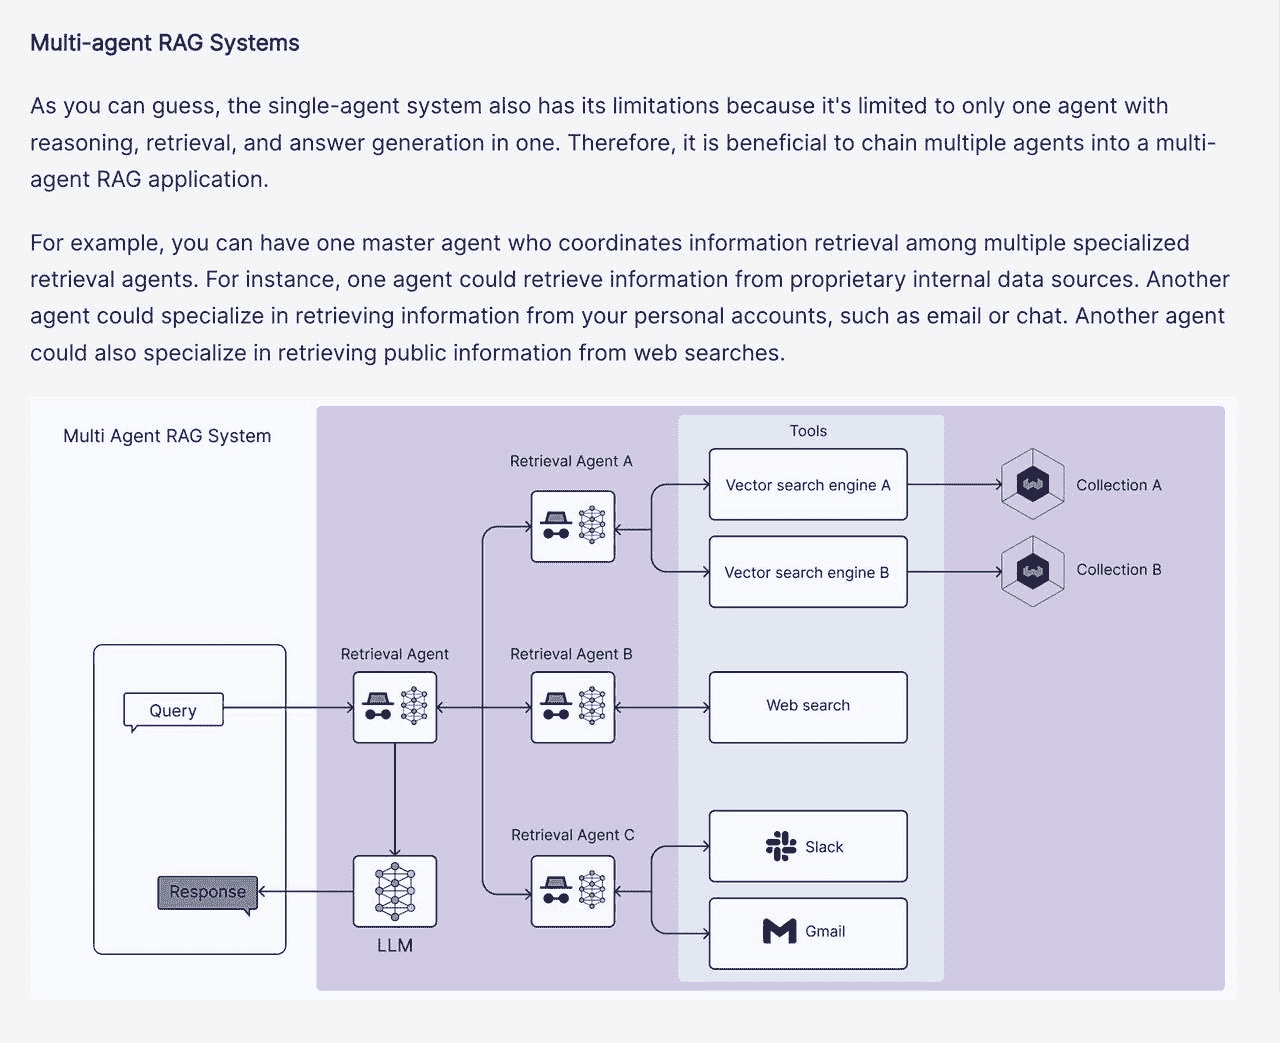 Multi-agent RAG Systems
As you can guess, the single-agent system also has its limitations because it's limited to only one agent with
reasoning, retrieval, and answer generation in one. Therefore, it is beneficial to chain multiple agents into a multi-
agent RAG application.
For example, you can have one master agent who coordinates information retrieval among multiple specialized
retrieval agents. For instance, one agent could retrieve information from proprietary internal data sources. Another
agent could specialize in retrieving information from your personal accounts, such as email or chat. Another agent
could also specialize in retrieving public information from web searches.
Multi Agent RAG System
Tools
Retrieval Agent A
Vector search engine A
Collection A
Vector search engine B
Collection B
Retrieval Agent
Retrieval Agent B
Query
Web search
Retrieval Agent C
Slack
Response
Gmail
LLM